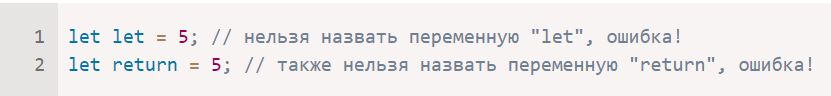 1 let let = 5; // нельзя назвать переменную "let", ошибка!
2 let return = 5; // также нельзя назвать переменную "return", ошибка!